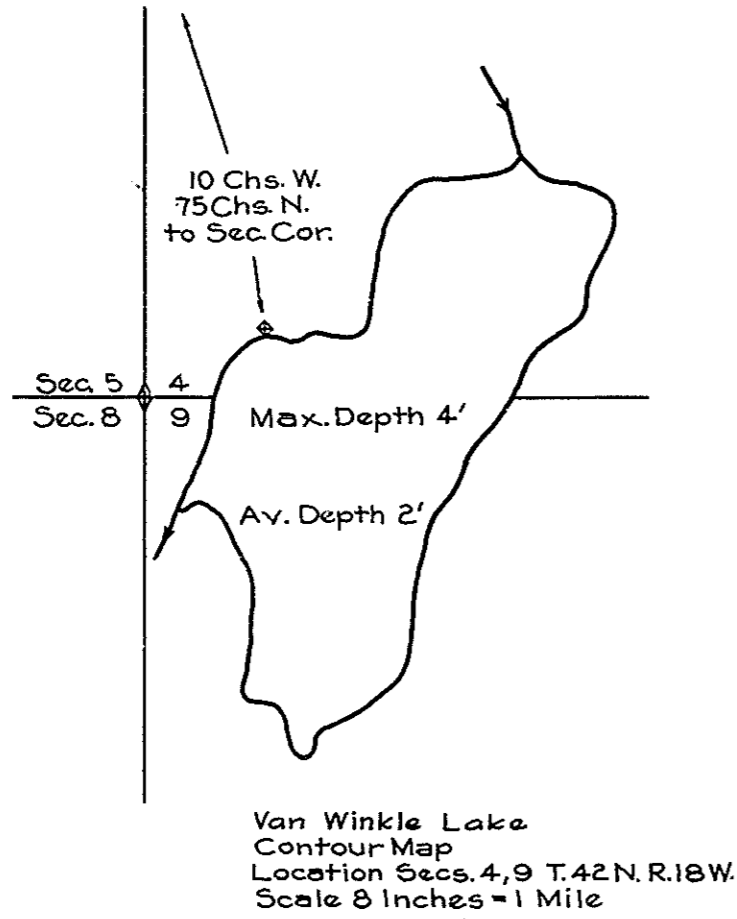 10 Chs. W.
75 Chs. N.
to Sec. Cor.
Sec. 5 4
Sec. 8 9
Max. Depth 4'
Av. Depth 2'
Van Winkle Lake
Contour Map
Location Secs. 4, 9 T. 42 N. R. 18 W.
Scale 8 Inches = 1 Mile